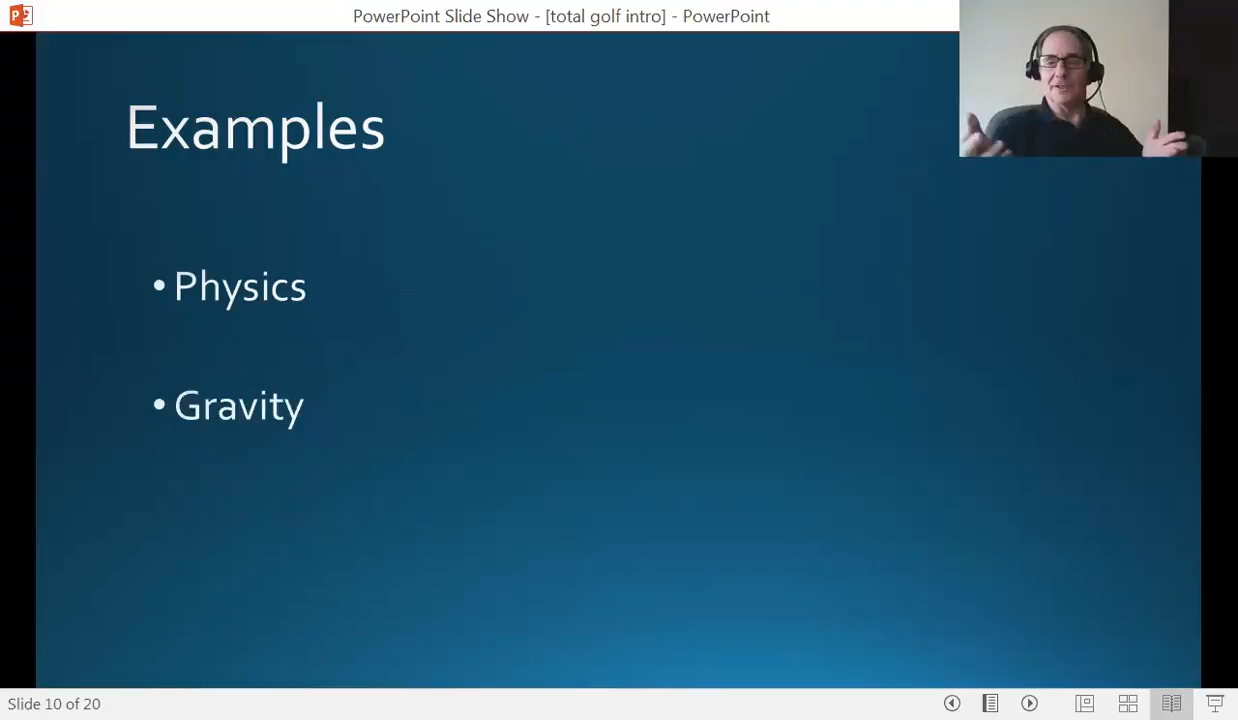 PowerPoint Slide Show - [total golf intro] - PowerPoint
Examples
• Physics
• Gravity
Slide 10 of 20